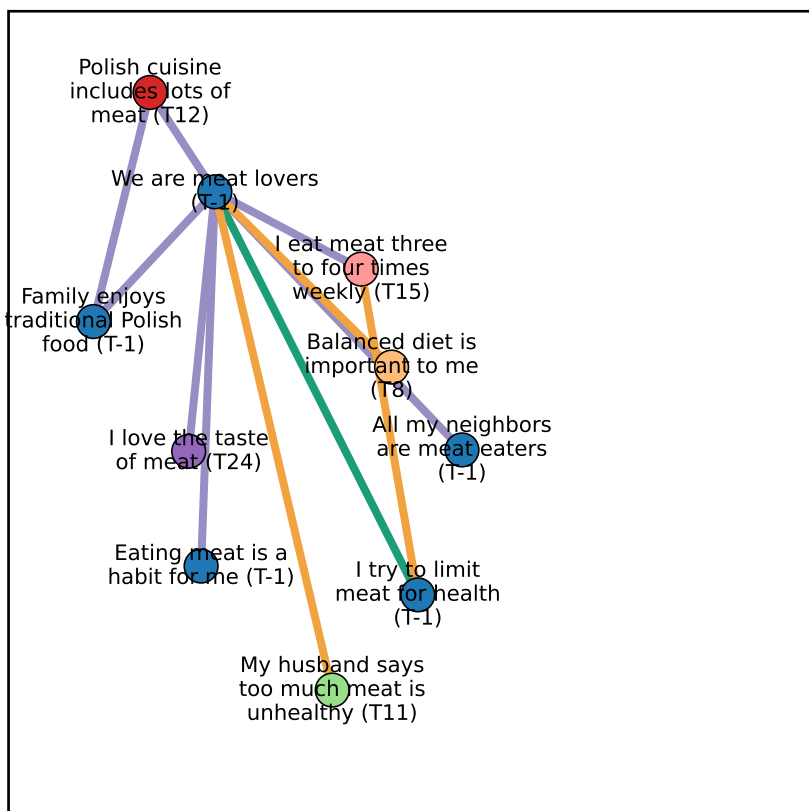 Polish cuisine
includes lots of
meat (T12)
We are meat lovers
(T-1)
I eat meat three
to four times
weekly (T15)
Family enjoys
traditional Polish
food (T-1)
Balanced diet is
important to me
(T8)
All my neighbors
are meat eaters
(T-1)
I love the taste
of meat (T24)
Eating meat is a
habit for me (T-1)
I try to limit
meat for health
(T-1)
My husband says
too much meat is
unhealthy (T11)